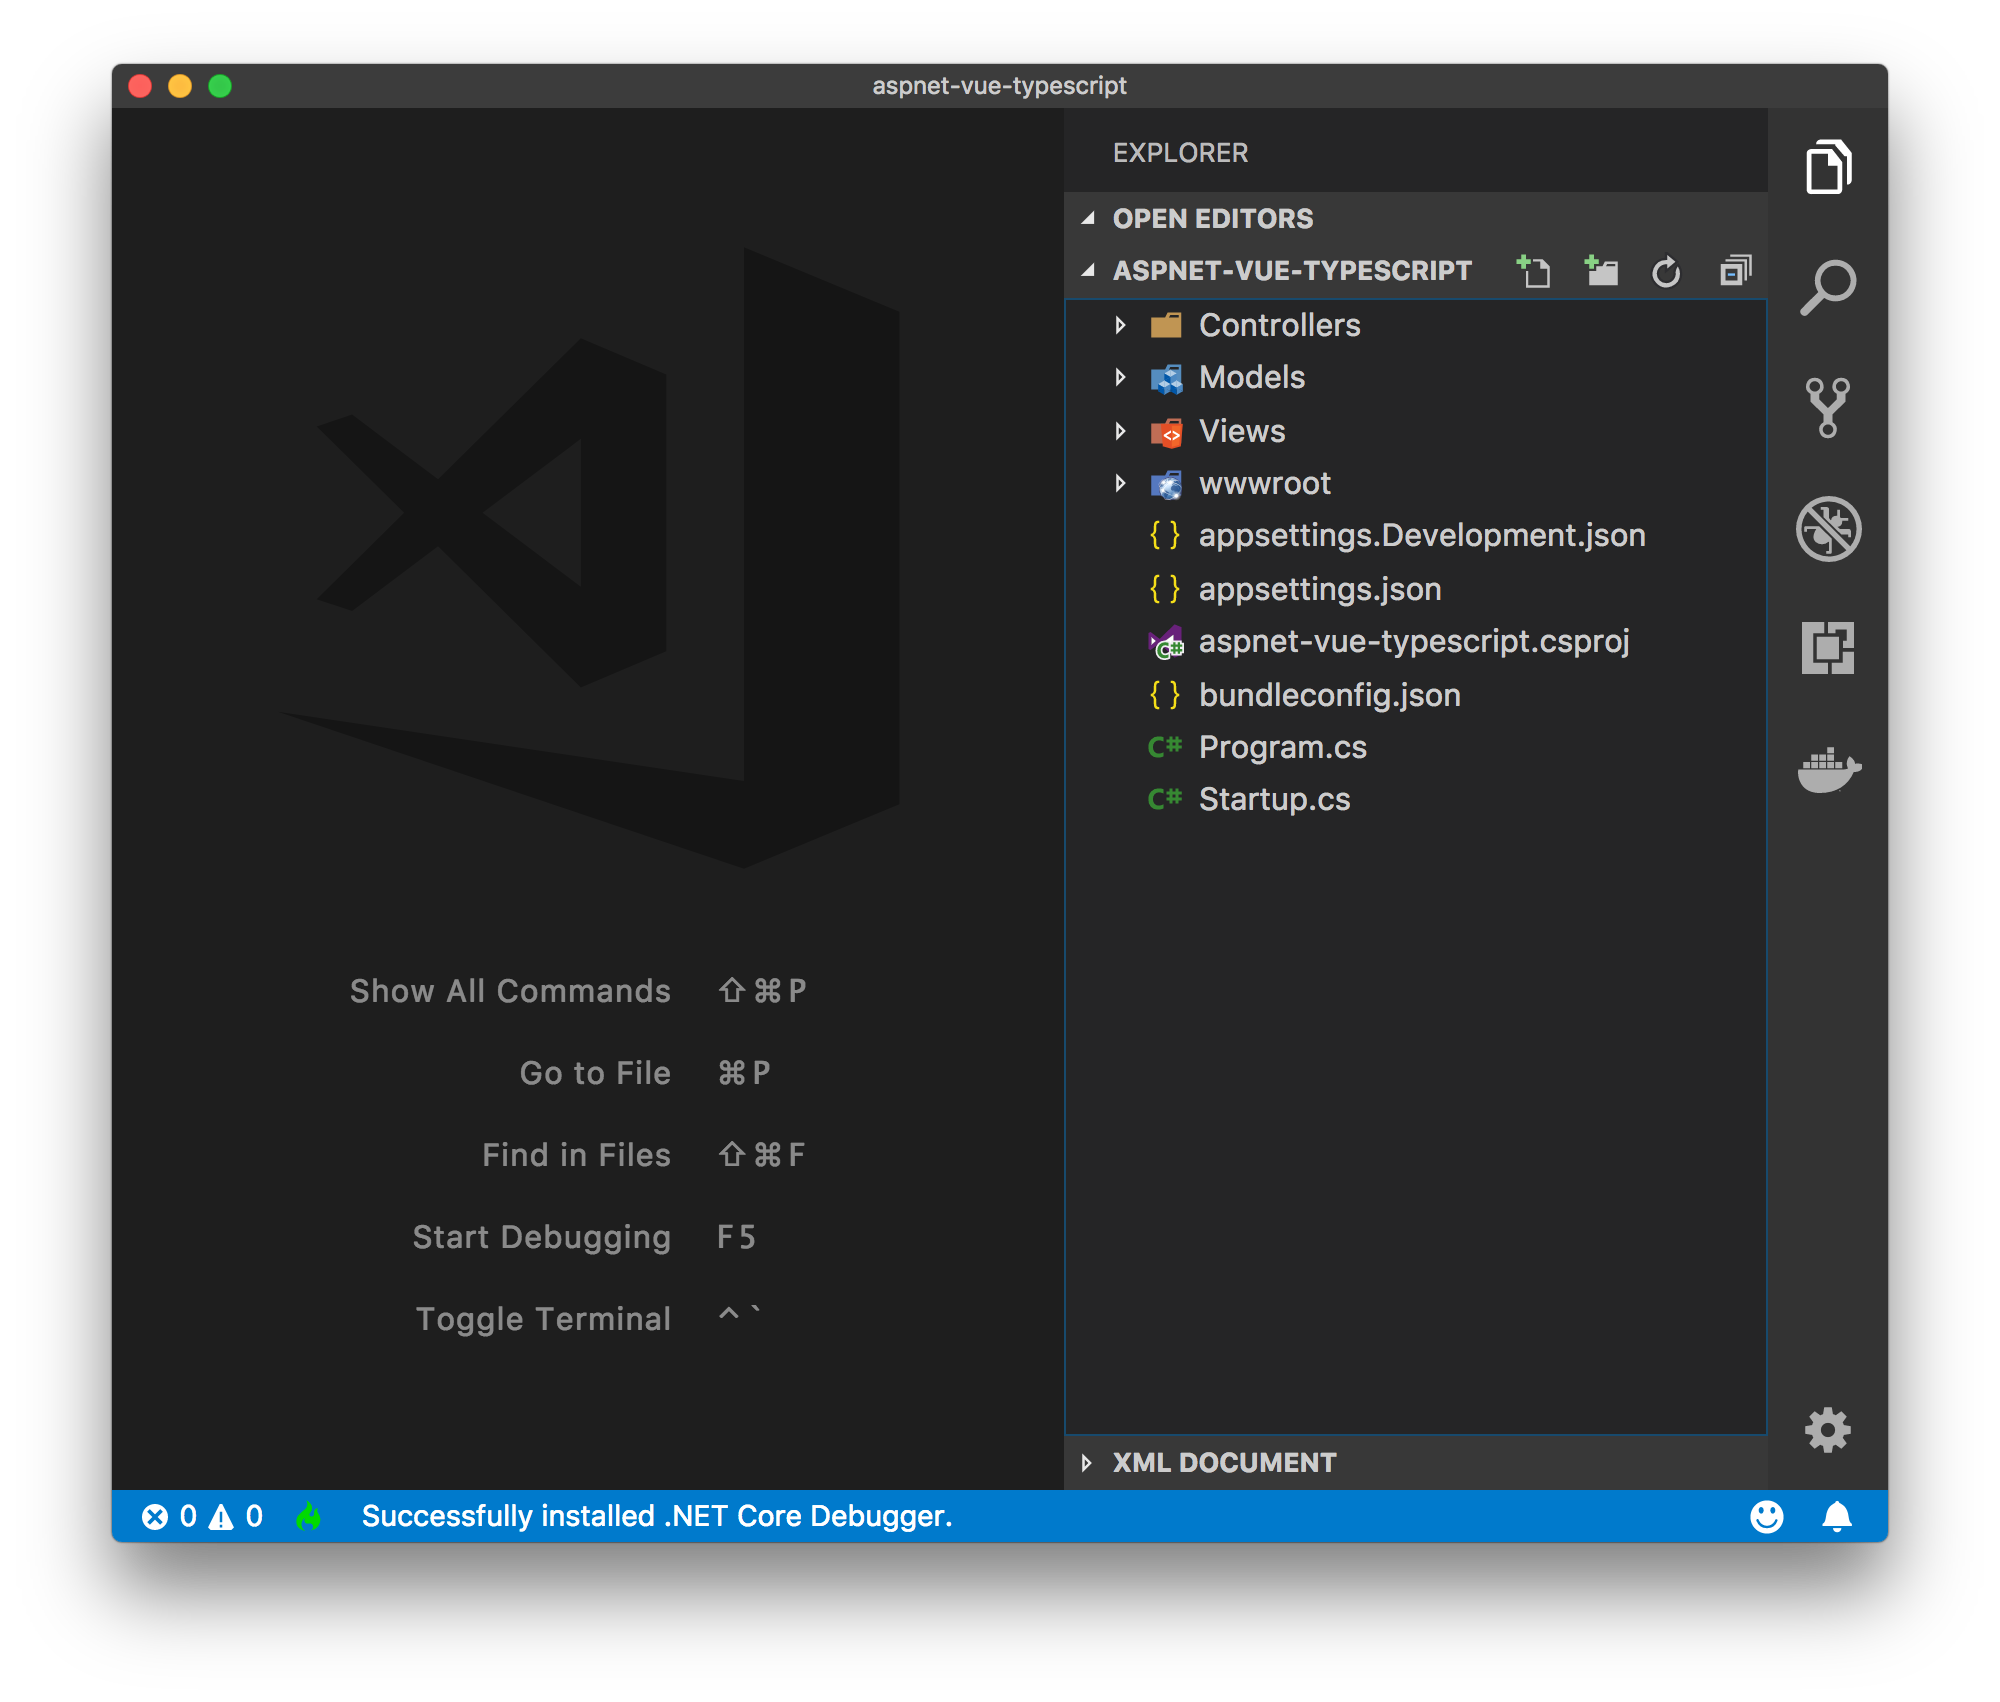 aspnet-vue-typescript
EXPLORER
OPEN EDITORS
ASPNET-VUE-TYPESCRIPT
Controllers
Models
Views
wwwroot
{ } appsettings.Development.json
{ } appsettings.json
aspnet-vue-typescript.csproj
{ } bundleconfig.json
C# Program.cs
C# Startup.cs
XML DOCUMENT
Show All Commands ⇧⌘P
Go to File ⌘P
Find in Files ⇧⌘F
Start Debugging F5
Toggle Terminal ^`
0 0 Successfully installed .NET Core Debugger.